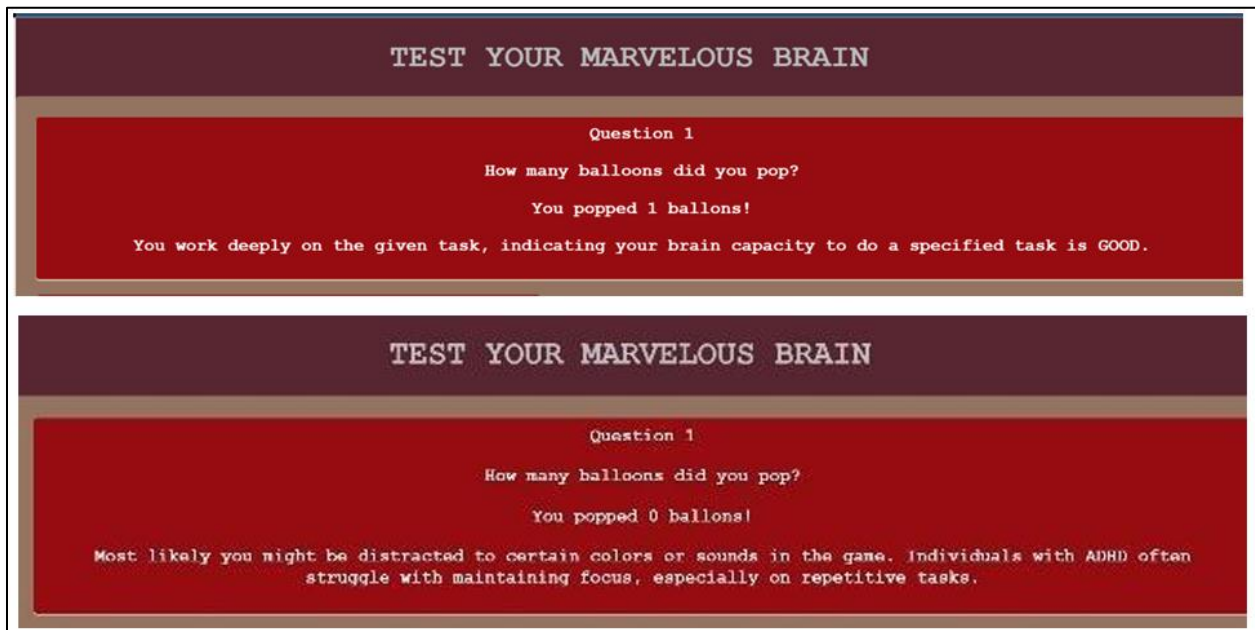 TEST YOUR MARVELOUS BRAIN
Question 1
How many balloons did you pop?
You popped 1 ballons!
You work deeply on the given task, indicating your brain capacity to do a specified task is GOOD.
TEST YOUR MARVELOUS BRAIN
Question 1
How many balloons did you pop?
You popped 0 ballons!
Most likely you might be distracted to certain colors or sounds in the game. Individuals with ADHD often
struggle with maintaining focus, especially on repetitive tasks.